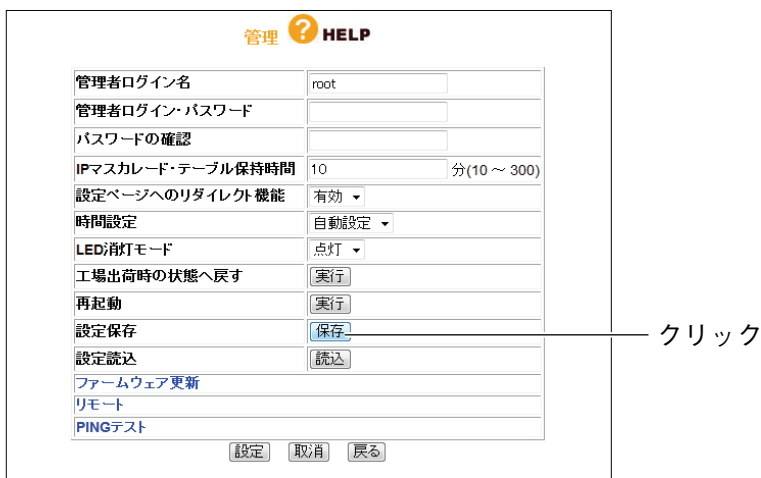 管理 ? HELP
管理者ログイン名 root
管理者ログイン・パスワード
パスワードの確認
IPマスカレード・テーブル保持時間 10 分(10 ～ 300)
設定ページへのリダイレクト機能 有効
時間設定 自動設定
LED消灯モード 点灯
工場出荷時の状態へ戻す 実行
再起動 実行
設定保存 保存 クリック
設定読込 読込
ファームウェア更新
リモート
PINGテスト
設定 取消 戻る